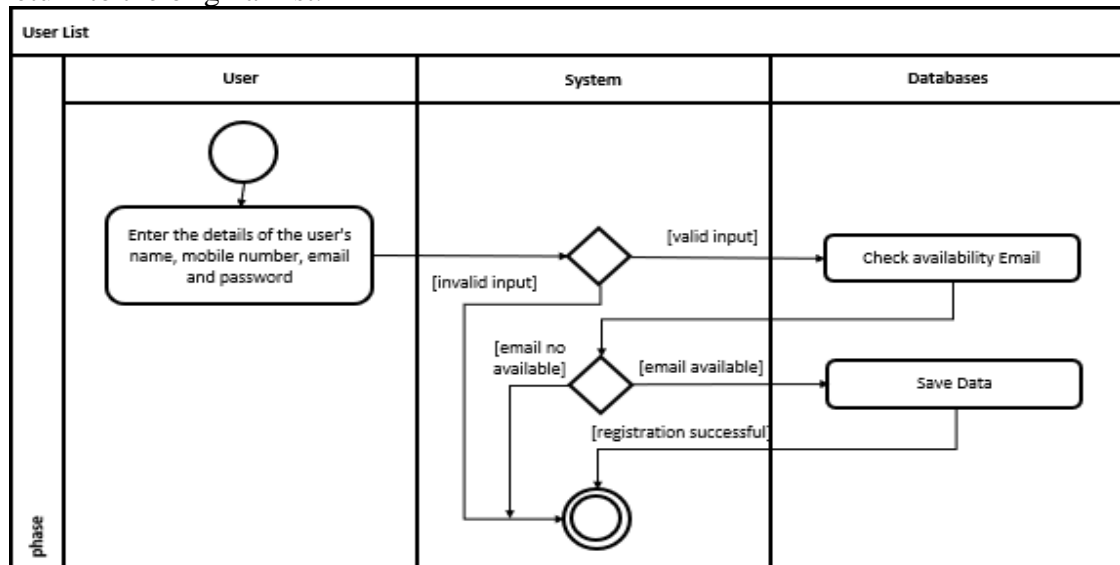 User List
User
System
Databases
Enter the details of the user's
name, mobile number, email
and password
[valid input]
Check availability Email
[invalid input]
[email no
available]
[email available]
Save Data
[registration successful]
phase